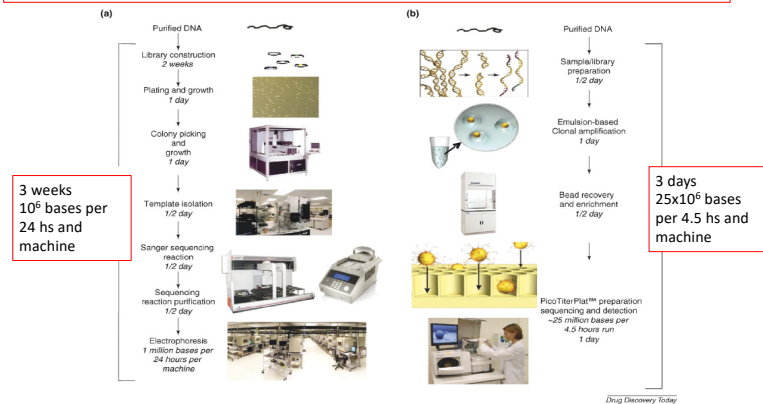 (a)
Purified DNA
Library construction
2 weeks
Plating and growth
1 day
Colony picking
and
growth
1 day
Template isolation
1/2 day
Sanger sequencing
reaction
1/2 day
Sequencing
reaction purification
1/2 day
Electrophoresis
1 million bases per
24 hours per
machine
3 weeks
10⁶ bases per
24 hs and
machine
(b)
Purified DNA
Sample/library
preparation
1/2 day
Emulsion-based
Clonal amplification
1 day
Bead recovery
and enrichment
1/2 day
PicoTiterPlat™ preparation
sequencing and detection
~25 million bases per
4.5 hours run
1 day
3 days
25x10⁶ bases
per 4.5 hs and
machine
Drug Discovery Today